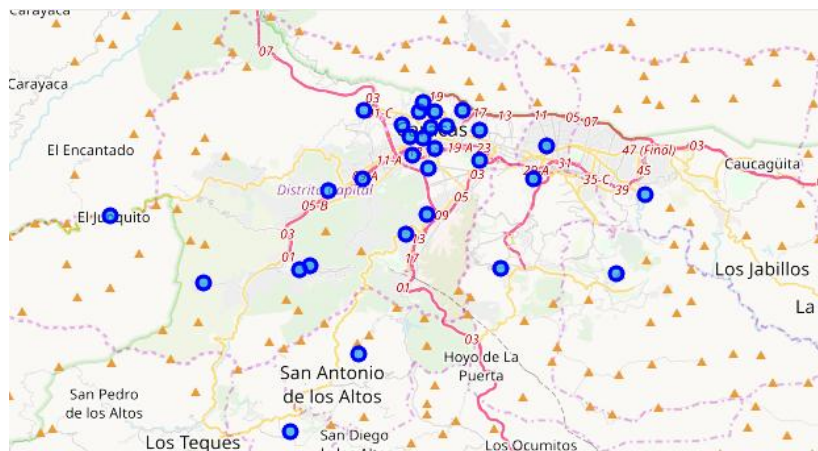 Carayaca
07
Carayaca
03
19
17
13
11
05
07
El Encantado
11-A
19 A
23
03
31
35-C
39
47 (Final)
45
03
Caucagüita
Distrito Capital
05-B
05
09
El Junquito
03
01
13
17
01
Los Jabillos
La
03
Hoyo de La
Puerta
San Antonio
de los Altos
San Pedro
de los Altos
Los Teques
San Diego
Los Ocumitos